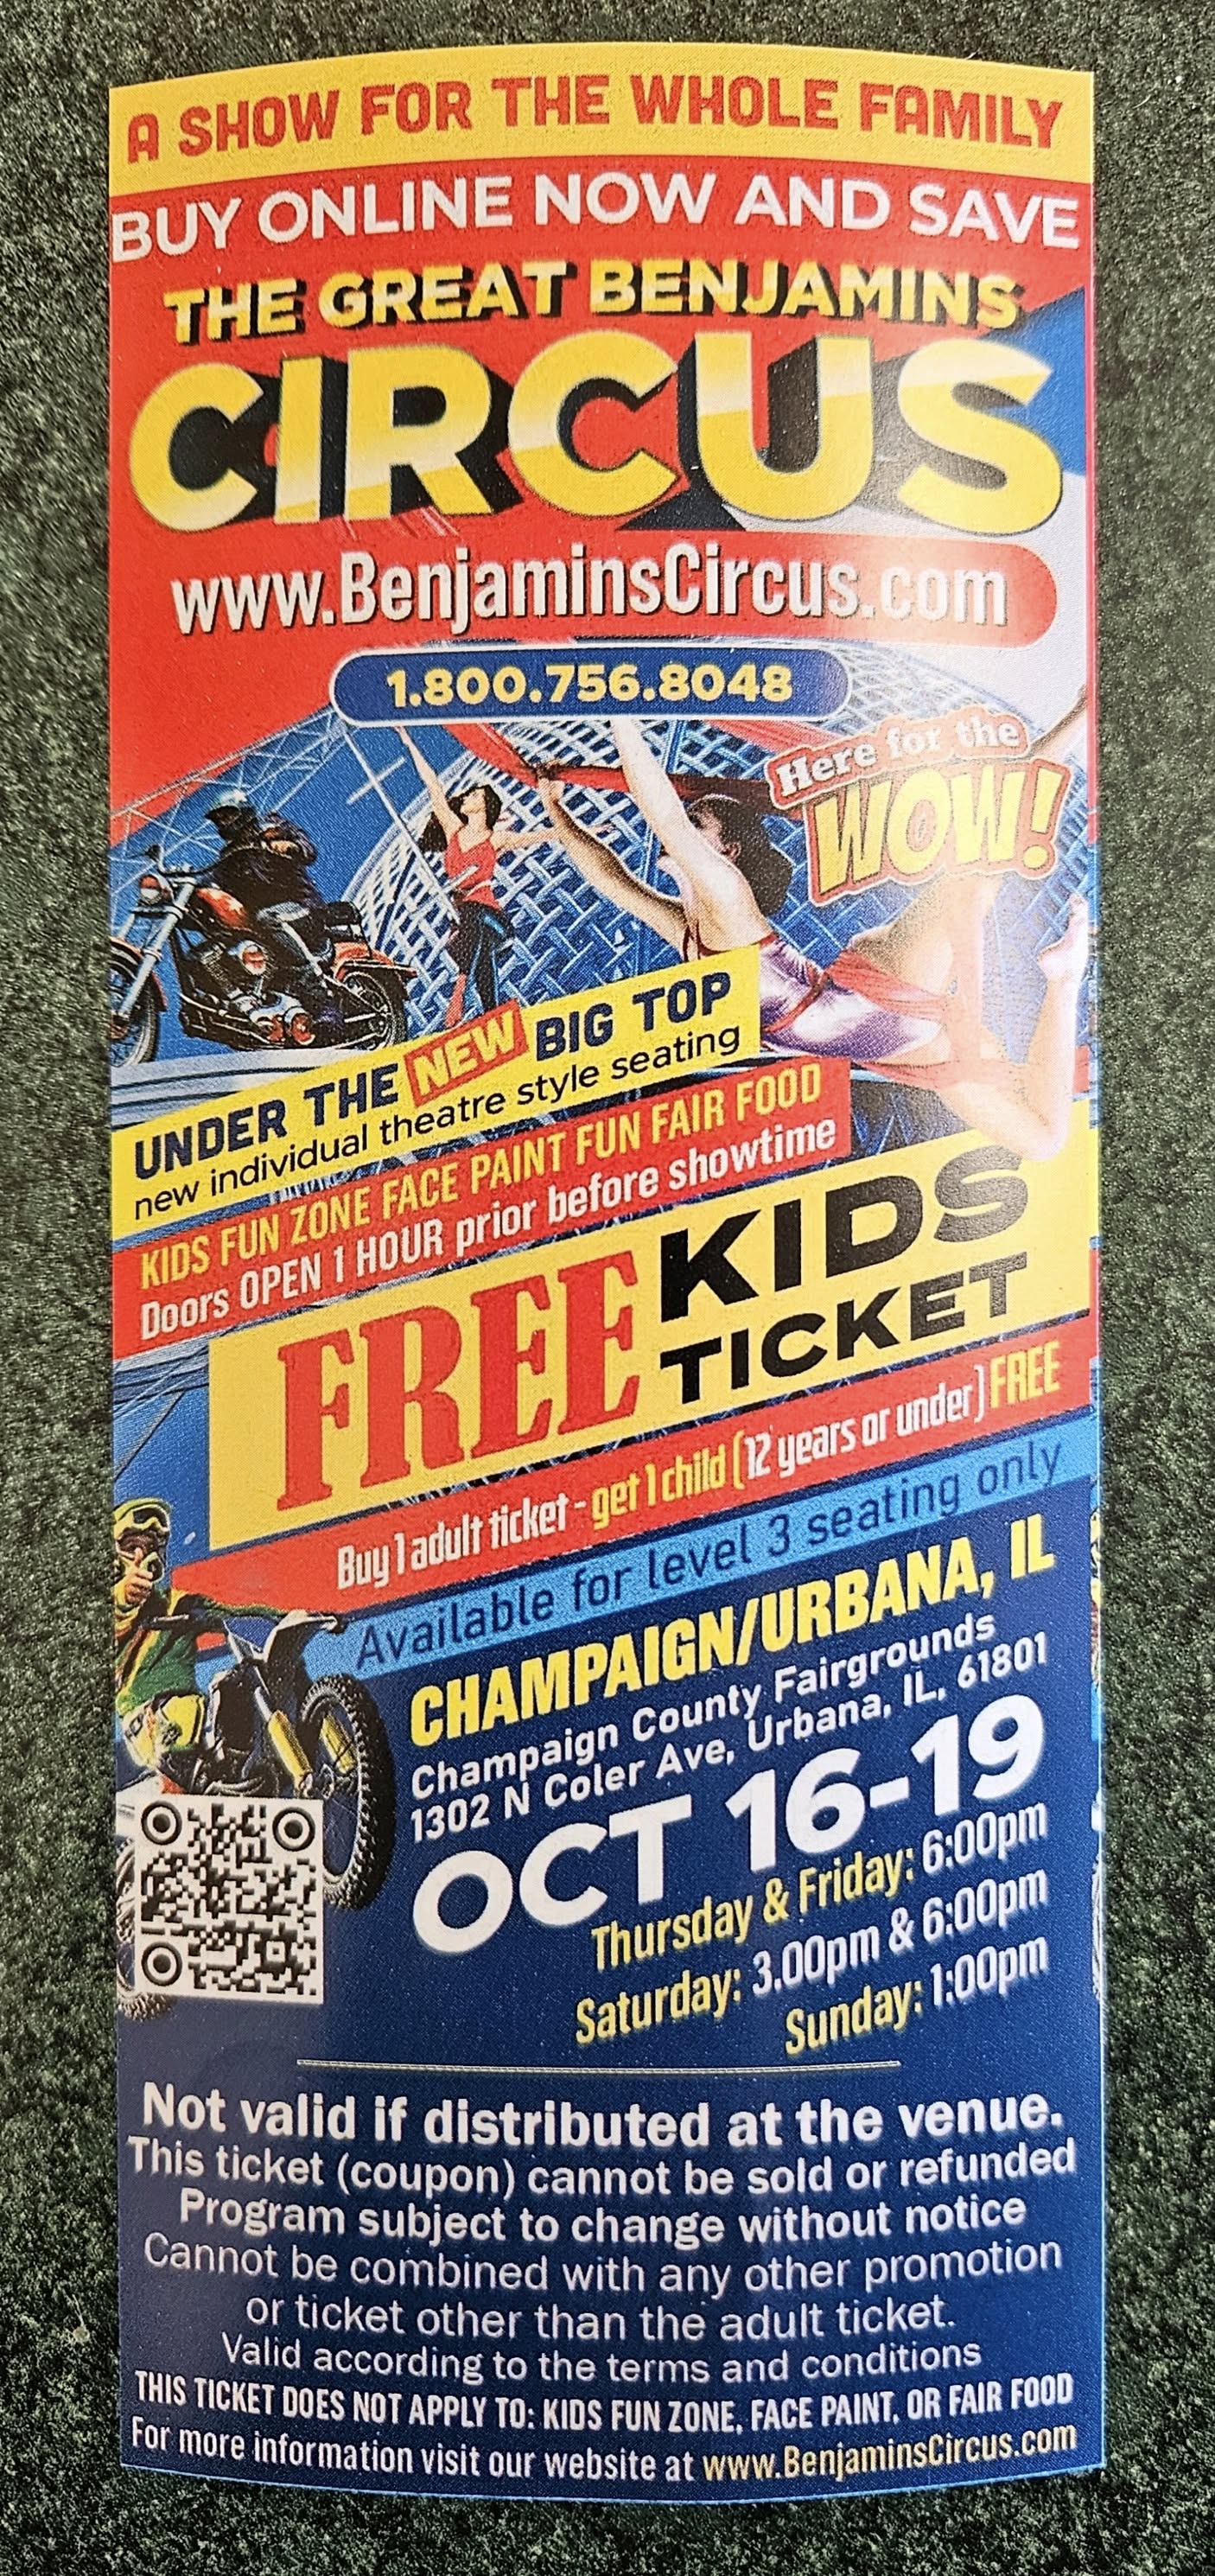 A SHOW FOR THE WHOLE FAMILY
BUY ONLINE NOW AND SAVE
THE GREAT BENJAMINS
CIRCUS
www.BenjaminsCircus.com
1.800.756.8048
Here for the
WOW!
UNDER THE NEW BIG TOP
new individual theatre style seating
KIDS FUN ZONE FACE PAINT FUN FAIR FOOD
Doors OPEN 1 HOUR prior before showtime
FREE KIDS
TICKET
Buy 1 adult ticket - get 1 child (12 years or under) FREE
Available for level 3 seating only
CHAMPAIGN/URBANA, IL
Champaign County Fairgrounds
1302 N Coler Ave, Urbana, IL, 61801
OCT 16-19
Thursday & Friday: 6:00pm
Saturday: 3.00pm & 6:00pm
Sunday: 1:00pm
Not valid if distributed at the venue.
This ticket (coupon) cannot be sold or refunded
Program subject to change without notice
Cannot be combined with any other promotion
or ticket other than the adult ticket.
Valid according to the terms and conditions
THIS TICKET DOES NOT APPLY TO: KIDS FUN ZONE, FACE PAINT, OR FAIR FOOD
For more information visit our website at www.BenjaminsCircus.com